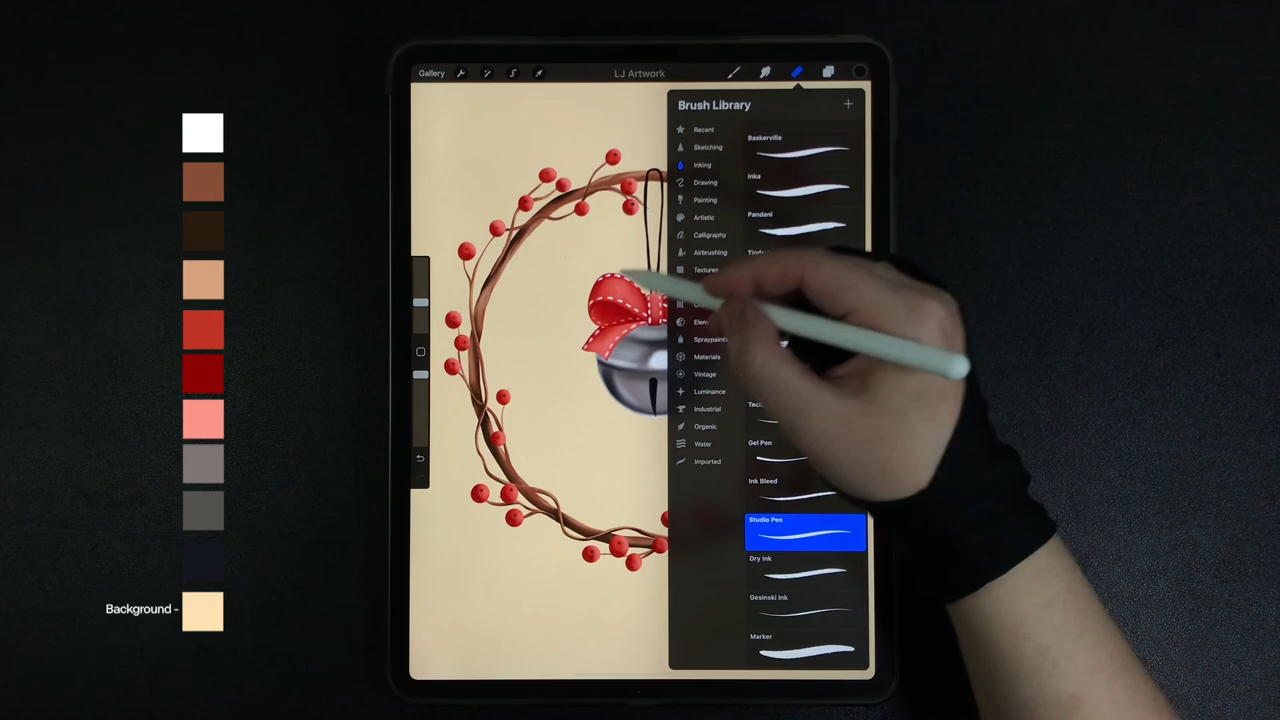 Gallery
LJ Artwork
Brush Library
Recent
Sketching
Inking
Drawing
Painting
Artistic
Calligraphy
Airbrushing
Textures
Spraypaints
Materials
Vintage
Luminance
Industrial
Organic
Water
Imported
Baskerville
Inka
Pandani
Gel Pen
Ink Bleed
Studio Pen
Dry Ink
Gesinski Ink
Marker
Background -